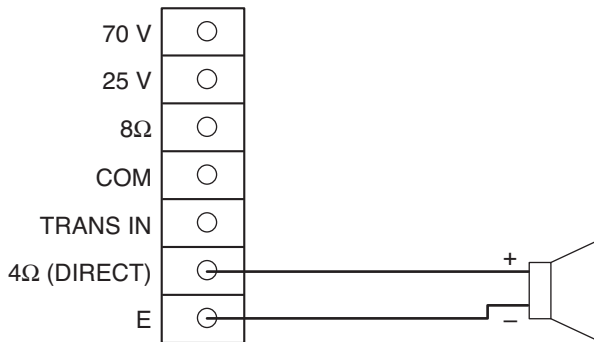 70 V
25 V
8Ω
COM
TRANS IN
4Ω (DIRECT)
E
+
–